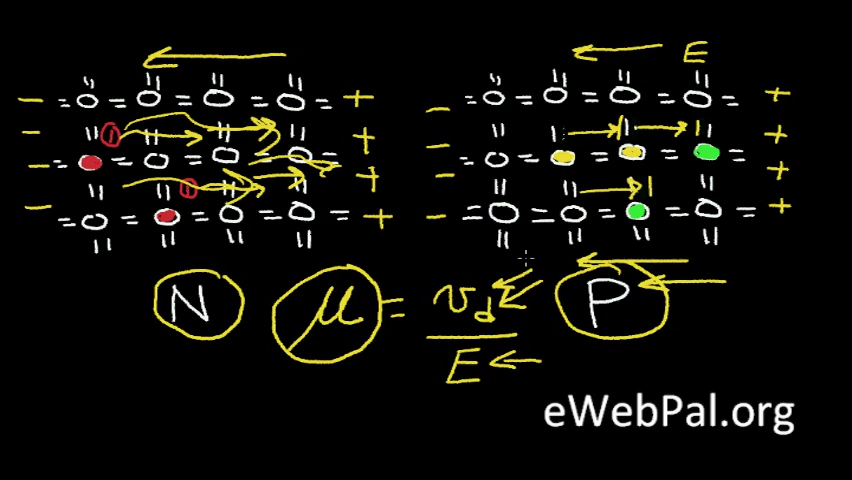 E
N μ = v_d P
E
eWebPal.org